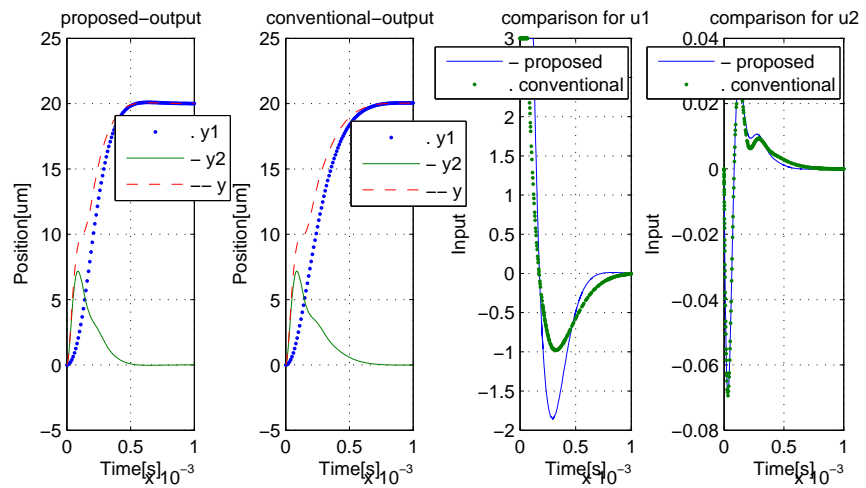 proposed-output
25
20
15
10
5
0
−5
Position[um]
. y1
− y2
−− y
0
0.5
1
Time[s]
x 10−3
conventional-output
25
20
15
10
5
0
−5
Position[um]
. y1
− y2
−− y
0
0.5
1
Time[s]
x 10−3
comparison for u1
− proposed
. conventional
3
2
1.5
1
0.5
0
−0.5
−1
−1.5
−2
Input
0
0.5
1
Time[s]
x 10−3
comparison for u2
− proposed
. conventional
0.04
0.02
0
−0.02
−0.04
−0.06
−0.08
Input
0
0.5
1
Time[s]
x 10−3